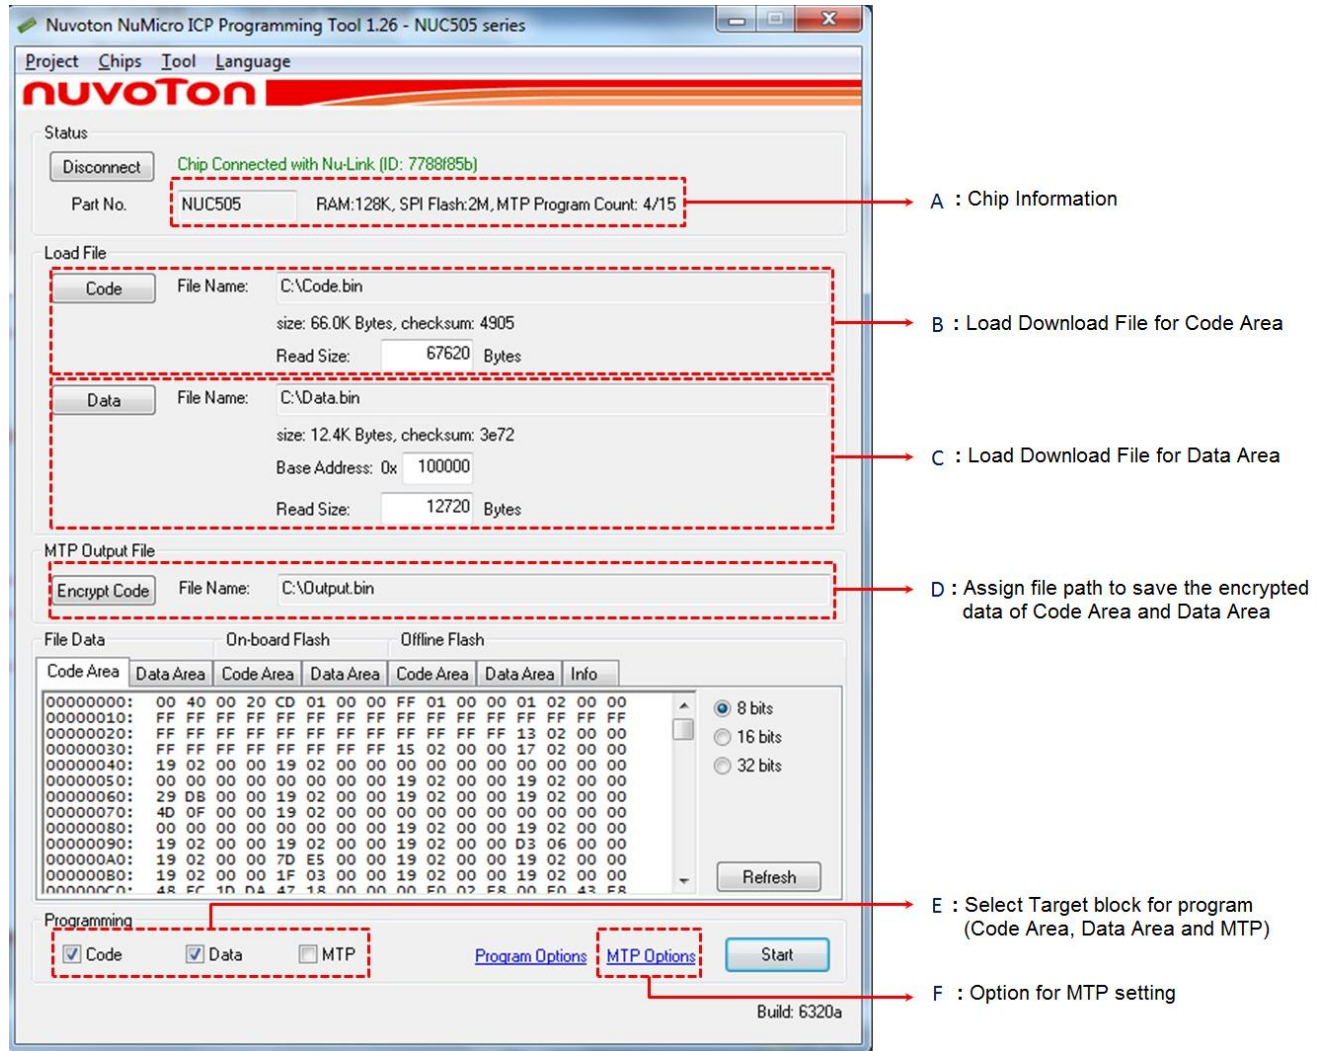 Nuvoton NuMicro ICP Programming Tool 1.26 - NUC505 series
Project Chips Tool Language
nuvoTon
Status
Disconnect Chip Connected with Nu-Link (ID: 7788f85b)
Part No. NUC505 RAM:128K, SPI Flash:2M, MTP Program Count: 4/15
A : Chip Information
Load File
Code File Name: C:\Code.bin
size: 66.0K Bytes, checksum: 4905
B : Load Download File for Code Area
Read Size: 67620 Bytes
Data File Name: C:\Data.bin
size: 12.4K Bytes, checksum: 3e72
C : Load Download File for Data Area
Base Address: 0x 100000
Read Size: 12720 Bytes
MTP Output File
Encrypt Code File Name: C:\Output.bin
D : Assign file path to save the encrypted
data of Code Area and Data Area
File Data On-board Flash Offline Flash
Code Area Data Area Code Area Data Area Code Area Data Area Info
00000000: 00 40 00 20 CD 01 00 00 FF 01 00 00 01 02 00 00
00000010: FF FF FF FF FF FF FF FF FF FF FF FF FF FF FF FF
00000020: FF FF FF FF FF FF FF FF FF FF FF FF 13 02 00 00
00000030: FF FF FF FF FF FF FF FF 15 02 00 00 17 02 00 00
00000040: 19 02 00 00 19 02 00 00 00 00 00 00 00 00 00 00
00000050: 00 00 00 00 00 00 00 00 19 02 00 00 19 02 00 00
00000060: 29 DB 00 00 19 02 00 00 19 02 00 00 19 02 00 00
00000070: 4D 0F 00 00 19 02 00 00 00 00 00 00 00 00 00 00
00000080: 00 00 00 00 00 00 00 00 19 02 00 00 19 02 00 00
00000090: 19 02 00 00 19 02 00 00 19 02 00 00 D3 06 00 00
000000A0: 19 02 00 00 7D E5 00 00 19 02 00 00 19 02 00 00
000000B0: 19 02 00 00 1F 03 00 00 19 02 00 00 19 02 00 00
000000C0: 48 EC 1D DA 47 18 00 00 00 F0 02 F8 00 F0 43 F8
8 bits
16 bits
32 bits
Refresh
E : Select Target block for program
(Code Area, Data Area and MTP)
Programming
Code Data MTP Program Options MTP Options Start
F : Option for MTP setting
Build: 6320a